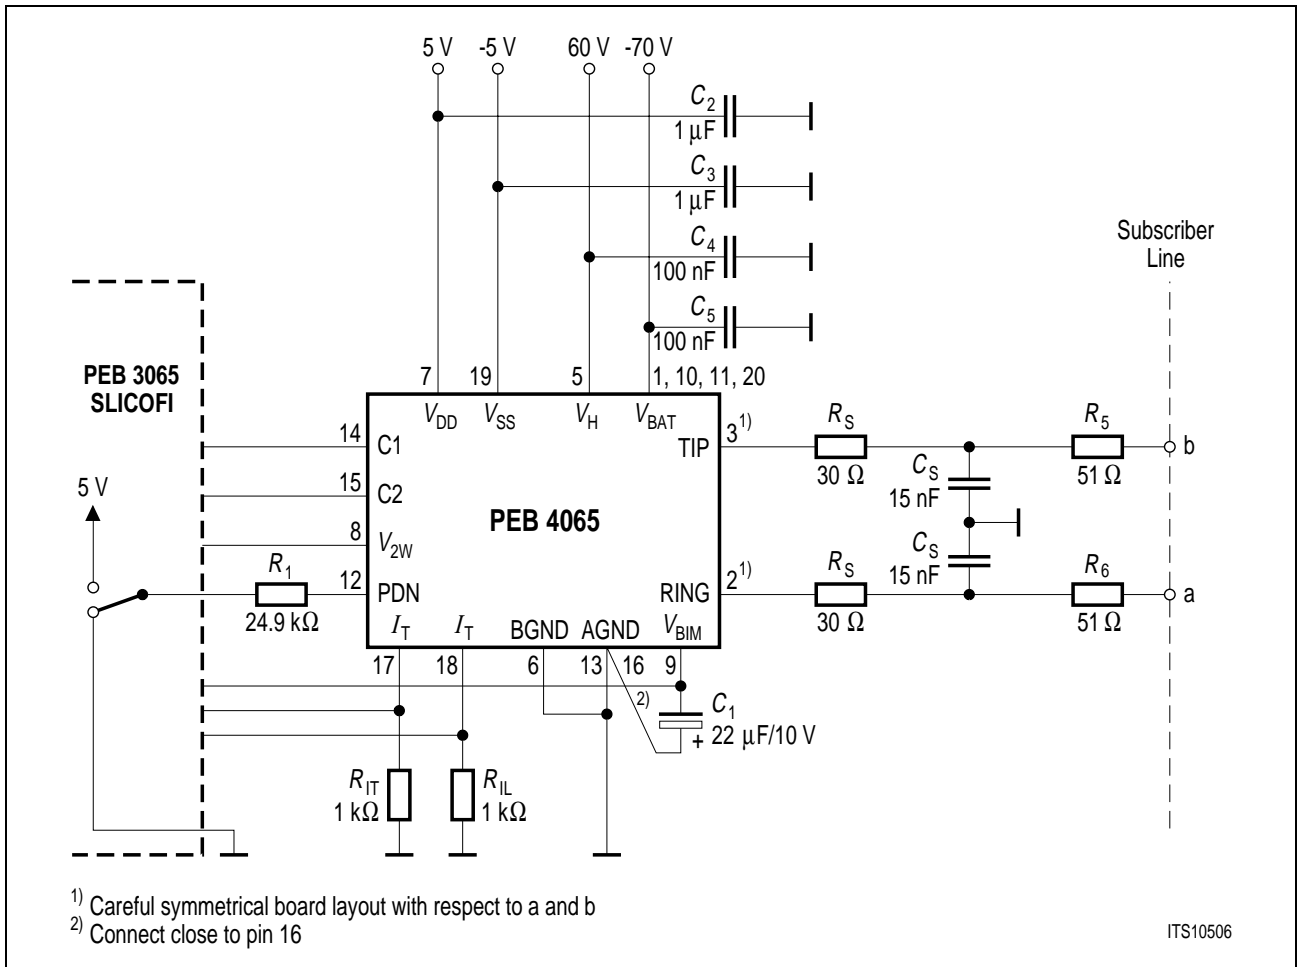 5 V -5 V 60 V -70 V
C2
1 µF
C3
1 µF
C4
100 nF
C5
100 nF
Subscriber
Line
PEB 3065
SLICOFI
7 19 5 1, 10, 11, 20
VDD VSS VH VBAT
14 C1
15 C2
8 V2W
12 PDN
TIP 3 1)
RING 2 1)
PEB 4065
5 V
R1
24.9 kΩ
RS
30 Ω
CS
15 nF
R5
51 Ω
b
CS
15 nF
RS
30 Ω
R6
51 Ω
a
IT IT BGND AGND VBIM
17 18 6 13 16 9
2)
C1
+ 22 µF/10 V
RIT
1 kΩ
RIL
1 kΩ
1) Careful symmetrical board layout with respect to a and b
2) Connect close to pin 16
ITS10506